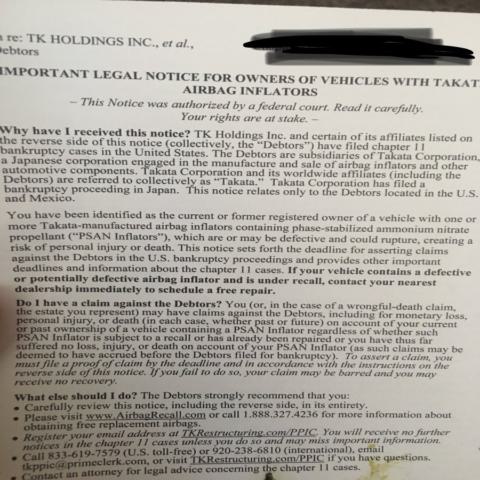 n re: TK HOLDINGS INC., et al.,
Debtors
IMPORTANT LEGAL NOTICE FOR OWNERS OF VEHICLES WITH TAKAT
AIRBAG INFLATORS
– This Notice was authorized by a federal court. Read it carefully.
Your rights are at stake. –
Why have I received this notice? TK Holdings Inc. and certain of its affiliates listed on
the reverse side of this notice (collectively, the “Debtors”) have filed chapter 11
bankruptcy cases in the United States. The Debtors are subsidiaries of Takata Corporation,
a Japanese corporation engaged in the manufacture and sale of airbag inflators and other
automotive components. Takata Corporation and its worldwide affiliates (including the
Debtors) are referred to collectively as “Takata.” Takata Corporation has filed a
bankruptcy proceeding in Japan. This notice relates only to the Debtors located in the U.S.
and Mexico.
You have been identified as the current or former registered owner of a vehicle with one or
more Takata-manufactured airbag inflators containing phase-stabilized ammonium nitrate
propellant (“PSAN Inflators”), which are or may be defective and could rupture, creating a
risk of personal injury or death. This notice sets forth the deadline for asserting claims
against the Debtors in the U.S. bankruptcy proceedings and provides other important
deadlines and information about the chapter 11 cases. If your vehicle contains a defective
or potentially defective airbag inflator and is under recall, contact your nearest
dealership immediately to schedule a free repair.
Do I have a claim against the Debtors? You (or, in the case of a wrongful-death claim,
the estate you represent) may have claims against the Debtors, including for monetary loss,
personal injury, or death (in each case, whether past or future) on account of your current
or past ownership of a vehicle containing a PSAN Inflator regardless of whether such
PSAN Inflator is subject to a recall or has already been repaired or you have thus far
suffered no loss, injury, or death on account of your PSAN Inflator (as such claims may be
deemed to have accrued before the Debtors filed for bankruptcy). To assert a claim, you
must file a proof of claim by the deadline and in accordance with the instructions on the
reverse side of this notice. If you fail to do so, your claim may be barred and you may
receive no recovery.
What else should I do? The Debtors strongly recommend that you:
• Carefully review this notice, including the reverse side, in its entirety.
• Please visit www.AirbagRecall.com or call 1.888.327.4236 for more information about
obtaining free replacement airbags.
• Register your email address at TKRestructuring.com/PPIC. You will receive no further
notices in the chapter 11 cases unless you do so and may miss important information.
• Call 833-619-7579 (U.S. toll-free) or 920-238-6810 (international), email
tkppic@primeclerk.com, or visit TKRestructuring.com/PPIC if you have questions.
• Contact an attorney for legal advice concerning the chapter 11 cases.